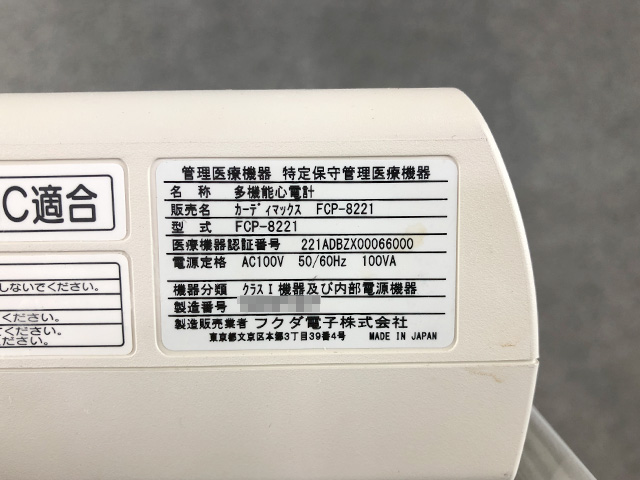 管理医療機器 特定保守管理医療機器
名 称 多機能心電計
販売名 カーディマックス FCP-8221
型 式 FCP-8221
医療機器認証番号 221ADBZX00066000
電源定格 AC100V 50/60Hz 100VA
機器分類 クラスⅠ機器及び内部電源機器
製造番号
製造販売業者 フクダ電子株式会社
東京都文京区本郷3丁目39番4号 MADE IN JAPAN
C適合
しないでください。
ください。
ください。